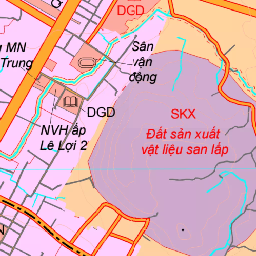 DGD
MN
Trung
Sân
vận
động
DGD
NVH ấp
Lê Lợi 2
SKX
Đất sản xuất
vật liệu san lấp